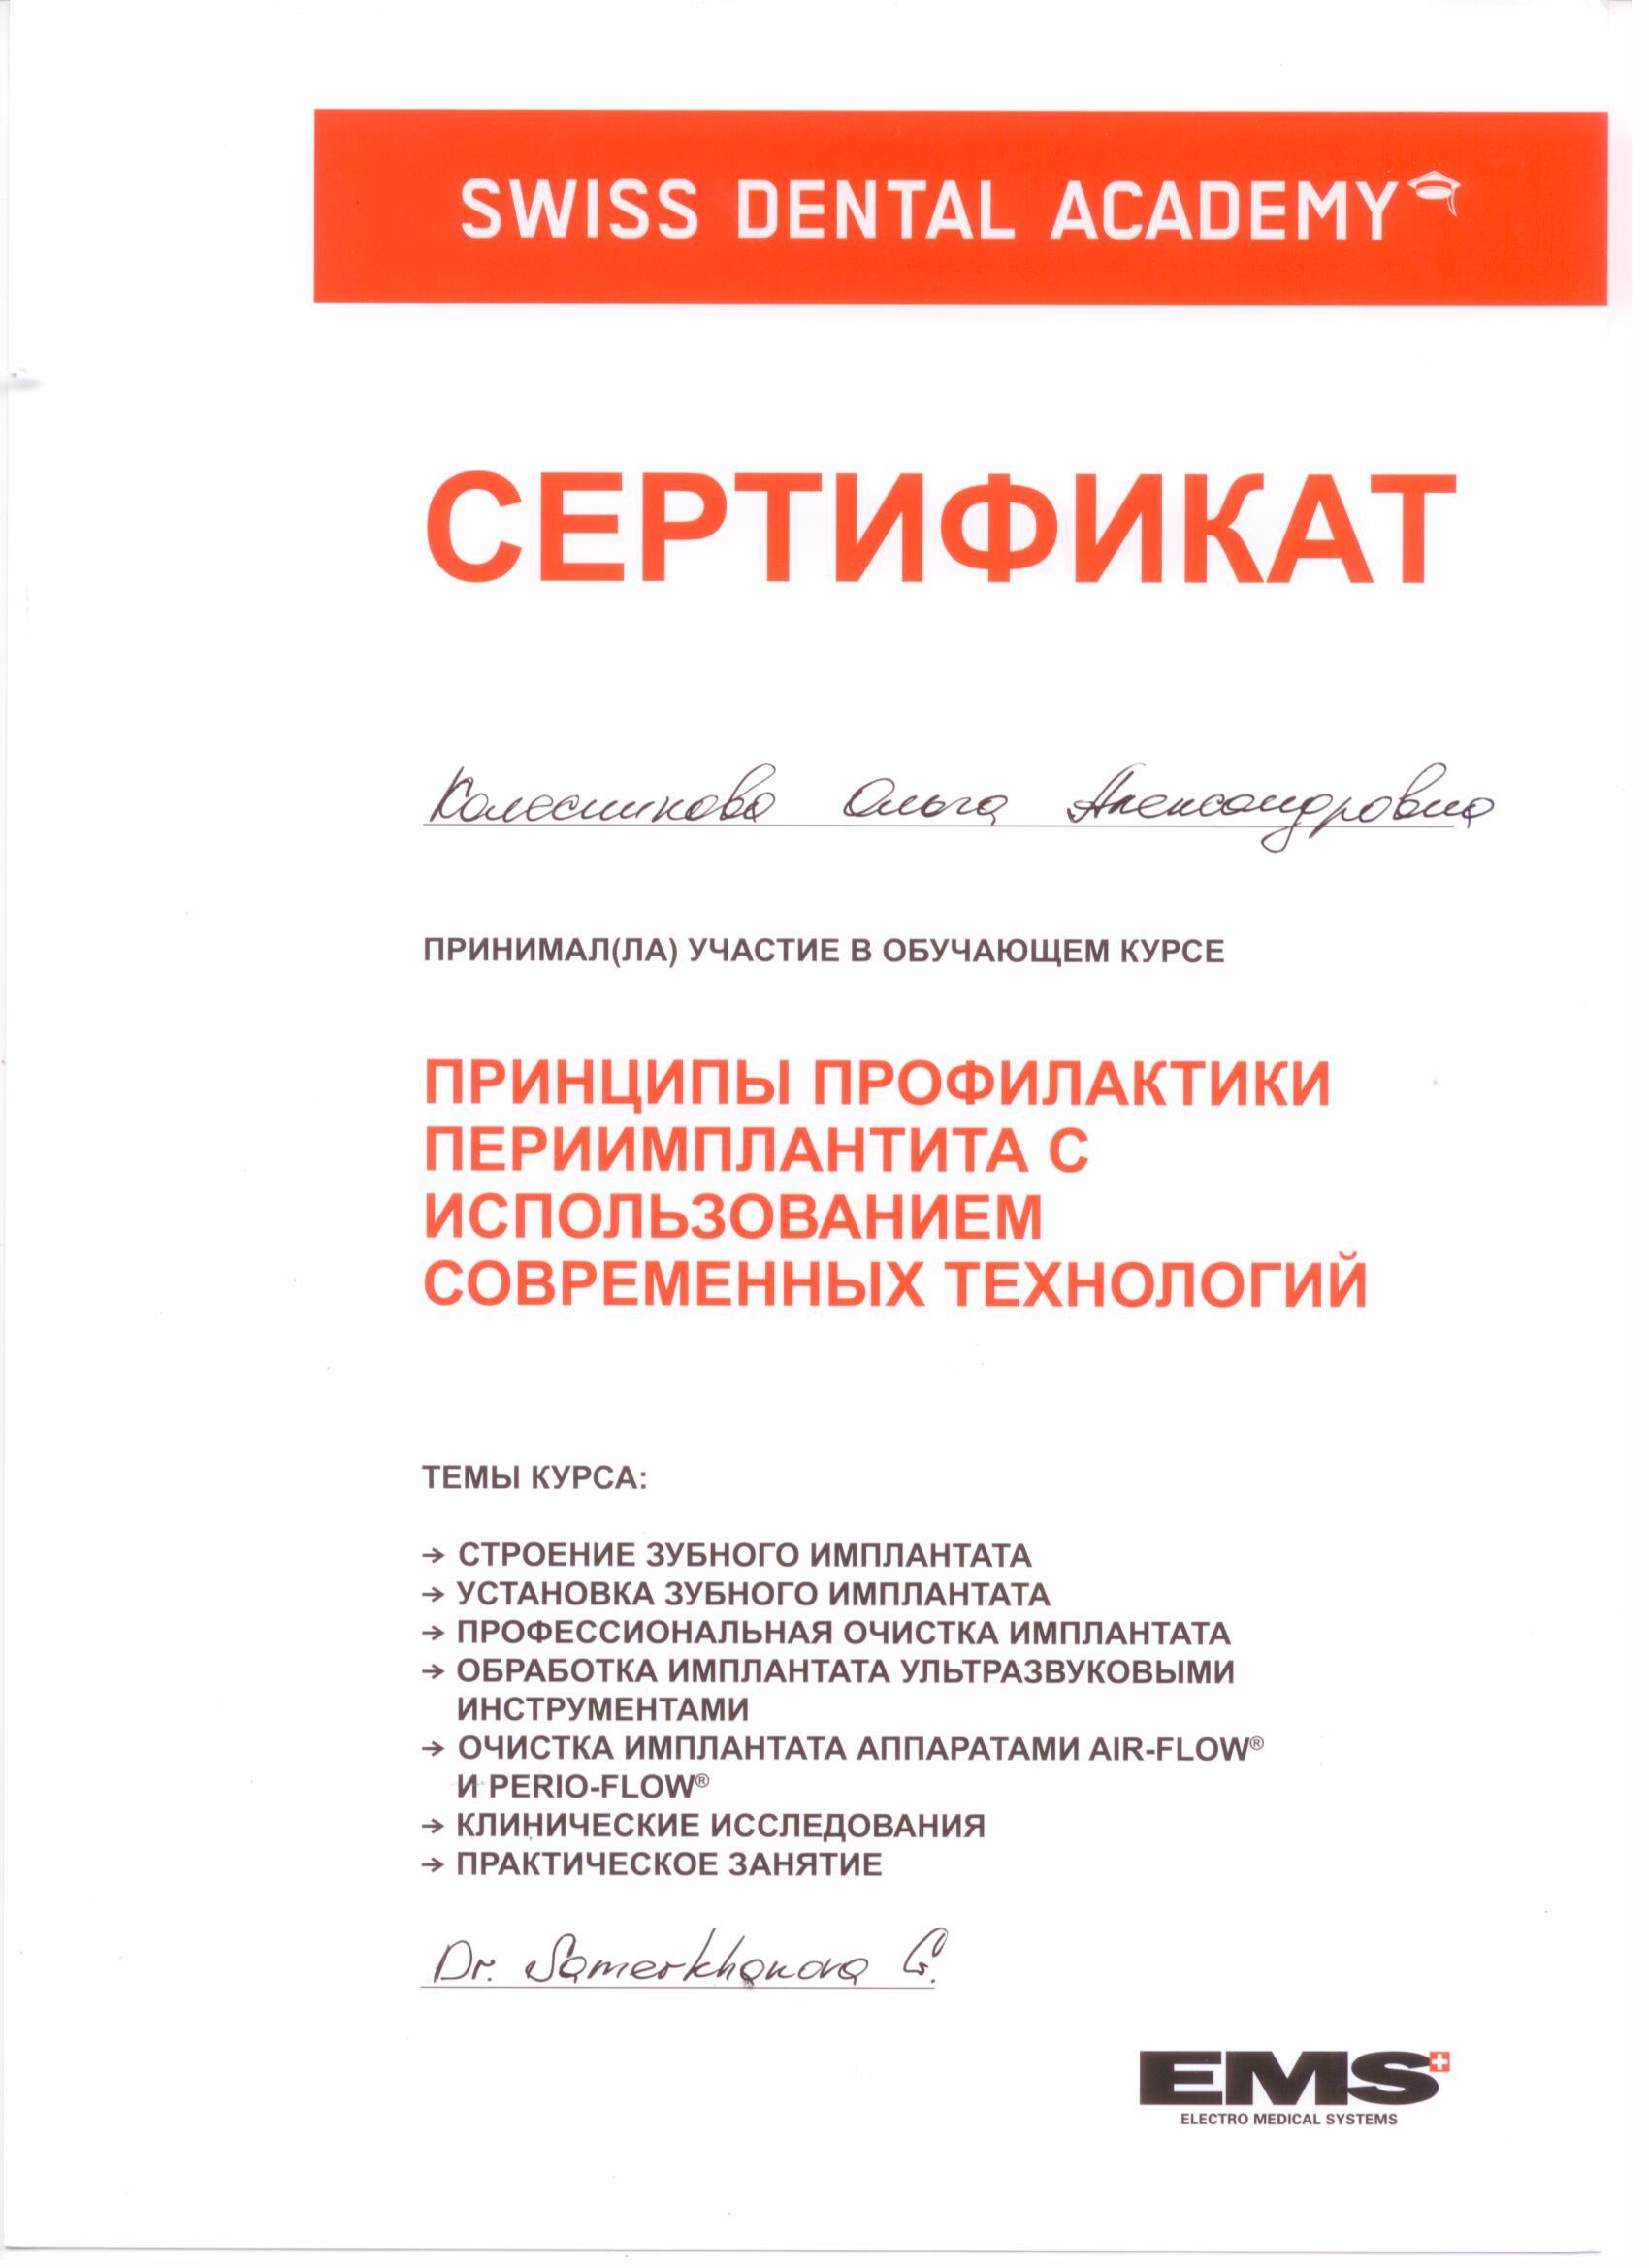 SWISS DENTAL ACADEMY
СЕРТИФИКАТ
Колесникова Ольга Александровна
ПРИНИМАЛ(ЛА) УЧАСТИЕ В ОБУЧАЮЩЕМ КУРСЕ
ПРИНЦИПЫ ПРОФИЛАКТИКИ
ПЕРИИМПЛАНТИТА С
ИСПОЛЬЗОВАНИЕМ
СОВРЕМЕННЫХ ТЕХНОЛОГИЙ
ТЕМЫ КУРСА:
→ СТРОЕНИЕ ЗУБНОГО ИМПЛАНТАТА
→ УСТАНОВКА ЗУБНОГО ИМПЛАНТАТА
→ ПРОФЕССИОНАЛЬНАЯ ОЧИСТКА ИМПЛАНТАТА
→ ОБРАБОТКА ИМПЛАНТАТА УЛЬТРАЗВУКОВЫМИ
ИНСТРУМЕНТАМИ
→ ОЧИСТКА ИМПЛАНТАТА АППАРАТАМИ AIR-FLOW®
И PERIO-FLOW®
→ КЛИНИЧЕСКИЕ ИССЛЕДОВАНИЯ
→ ПРАКТИЧЕСКОЕ ЗАНЯТИЕ
Dr. Samerkhanova G.
EMS
ELECTRO MEDICAL SYSTEMS